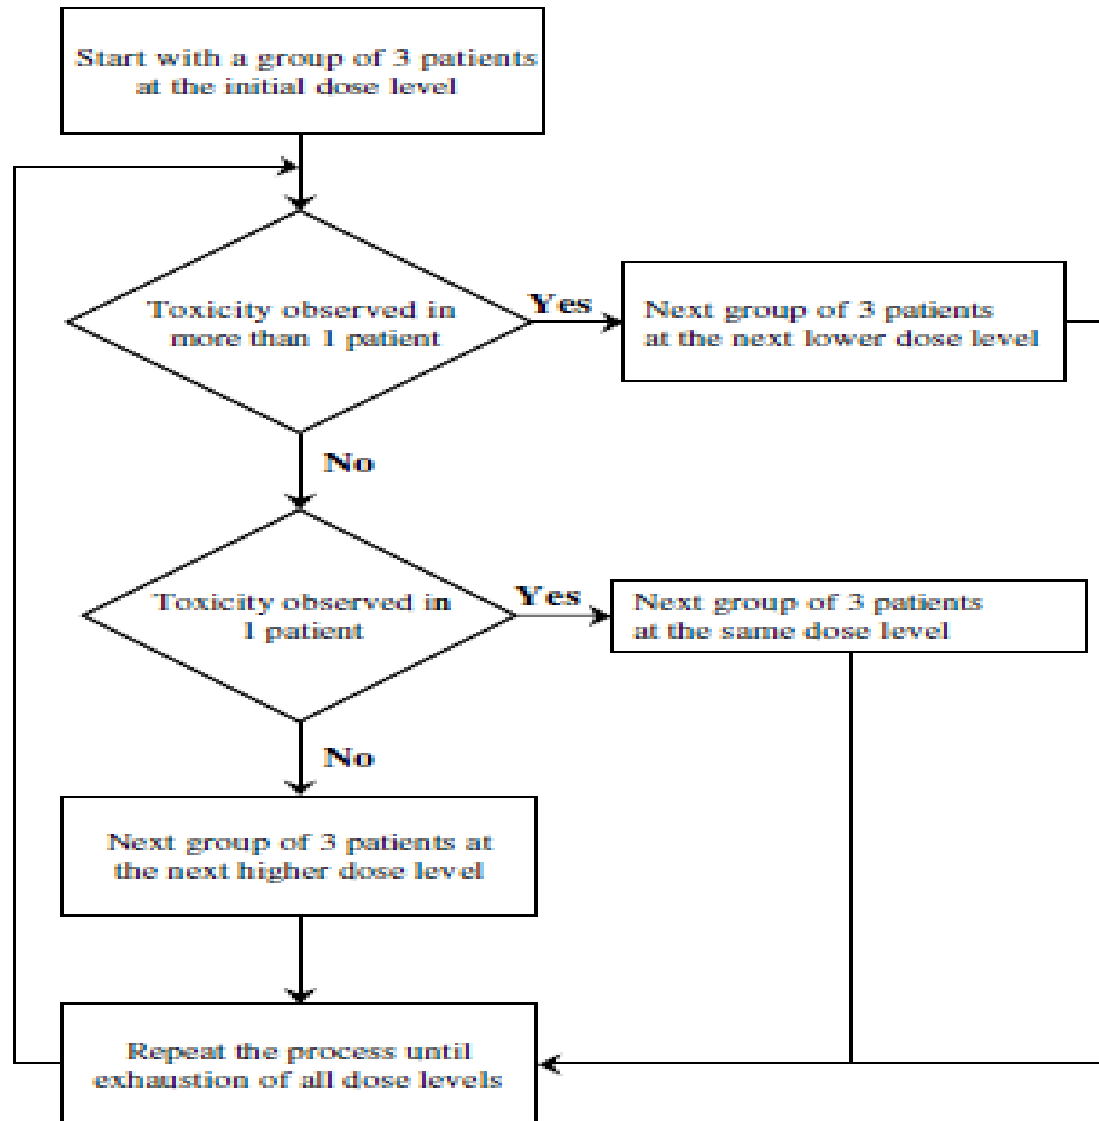 Start with a group of 3 patients
at the initial dose level
Toxicity observed in
more than 1 patient
Yes
Next group of 3 patients
at the next lower dose level
No
Toxicity observed in
1 patient
Yes
Next group of 3 patients
at the same dose level
No
Next group of 3 patients at
the next higher dose level
Repeat the process until
exhaustion of all dose levels